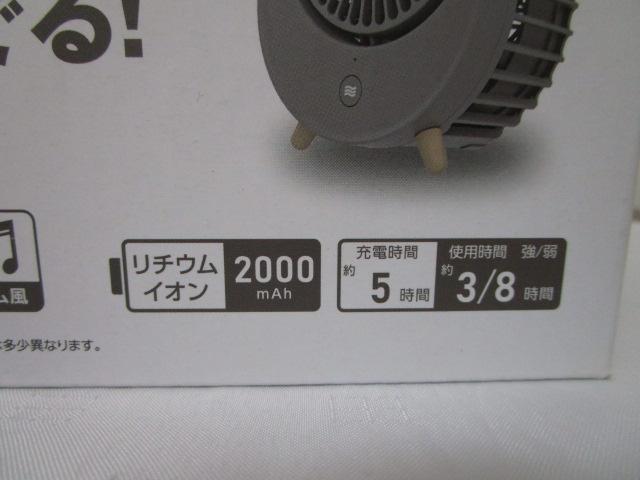 る!
ム風
リチウム
イオン
2000
mAh
充電時間
約
5 時間
使用時間 強/弱
約
3/8 時間
多少異なります。